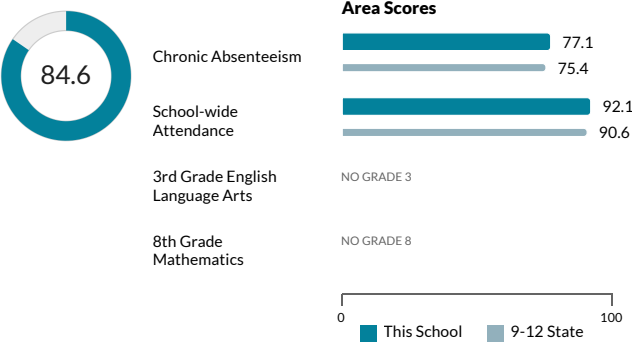 Area Scores
84.6
Chronic Absenteeism
77.1
75.4
School-wide
Attendance
92.1
90.6
3rd Grade English
Language Arts
NO GRADE 3
8th Grade
Mathematics
NO GRADE 8
0
100
This School
9-12 State